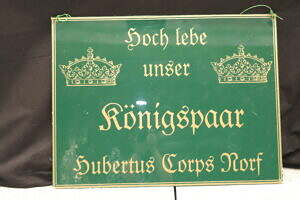 Hoch lebe
unser
Königspaar
Hubertus Corps Norf